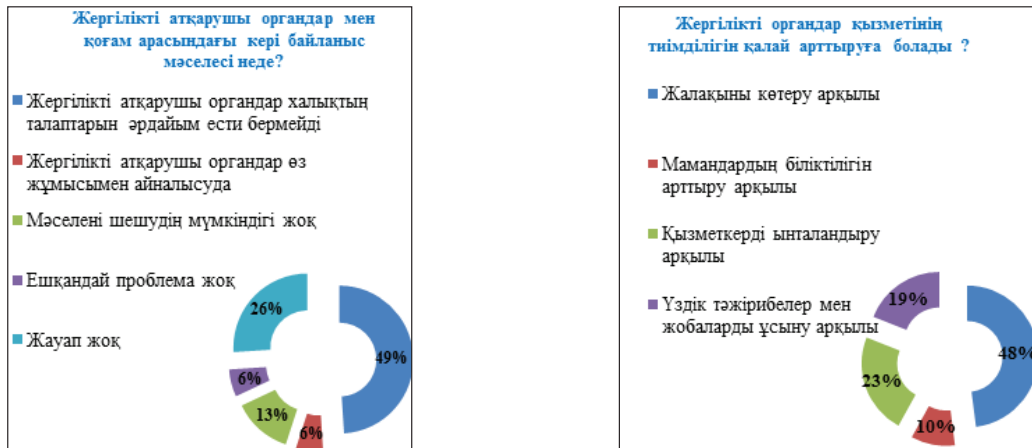 Жергілікті атқарушы органдар мен
қоғам арасындағы кері байланыс
мәселесі неде?
Жергілікті атқарушы органдар халықтың
талаптарын әрдайым ести бермейді
Жергілікті атқарушы органдар өз
жұмысымен айналысуда
Мәселені шешудің мүмкіндігі жоқ
Ешқандай проблема жоқ
Жауап жоқ
26%
49%
6%
13%
6%
Жергілікті органдар қызметінің
тиімділігін қалай арттыруға болады ?
Жалақыны көтеру арқылы
Мамандардың біліктілігін
арттыру арқылы
Қызметкерді ынталандыру
арқылы
Үздік тәжірибелер мен
жобаларды ұсыну арқылы
19%
48%
23%
10%